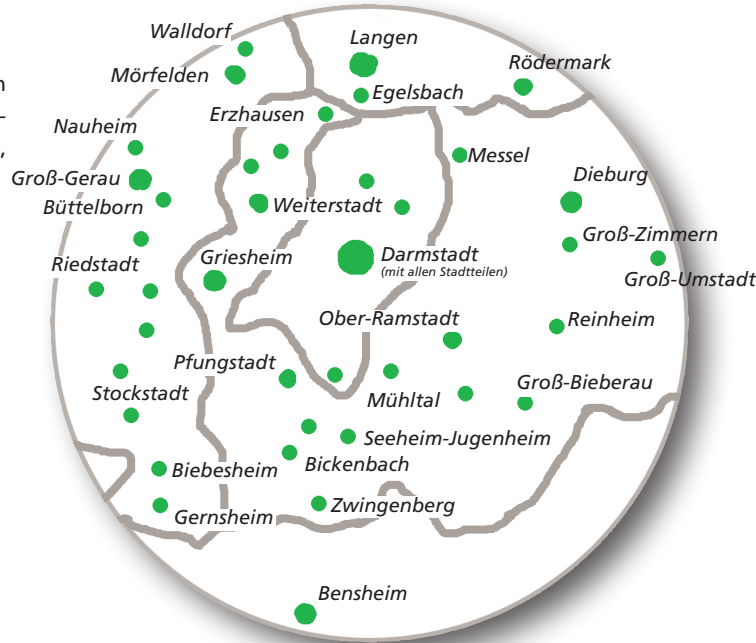 Walldorf
Langen
Mörfelden
Rödermark
n
Egelsbach
Erzhausen
-
Nauheim
,
Messel
Groß-Gerau
Dieburg
Büttelborn
Weiterstadt
Groß-Zimmern
Griesheim
Darmstadt
(mit allen Stadtteilen)
Riedstadt
Groß-Umstadt
Ober-Ramstadt
Reinheim
Pfungstadt
Groß-Bieberau
Stockstadt
Mühltal
Seeheim-Jugenheim
Biebesheim
Bickenbach
Zwingenberg
Gernsheim
Bensheim